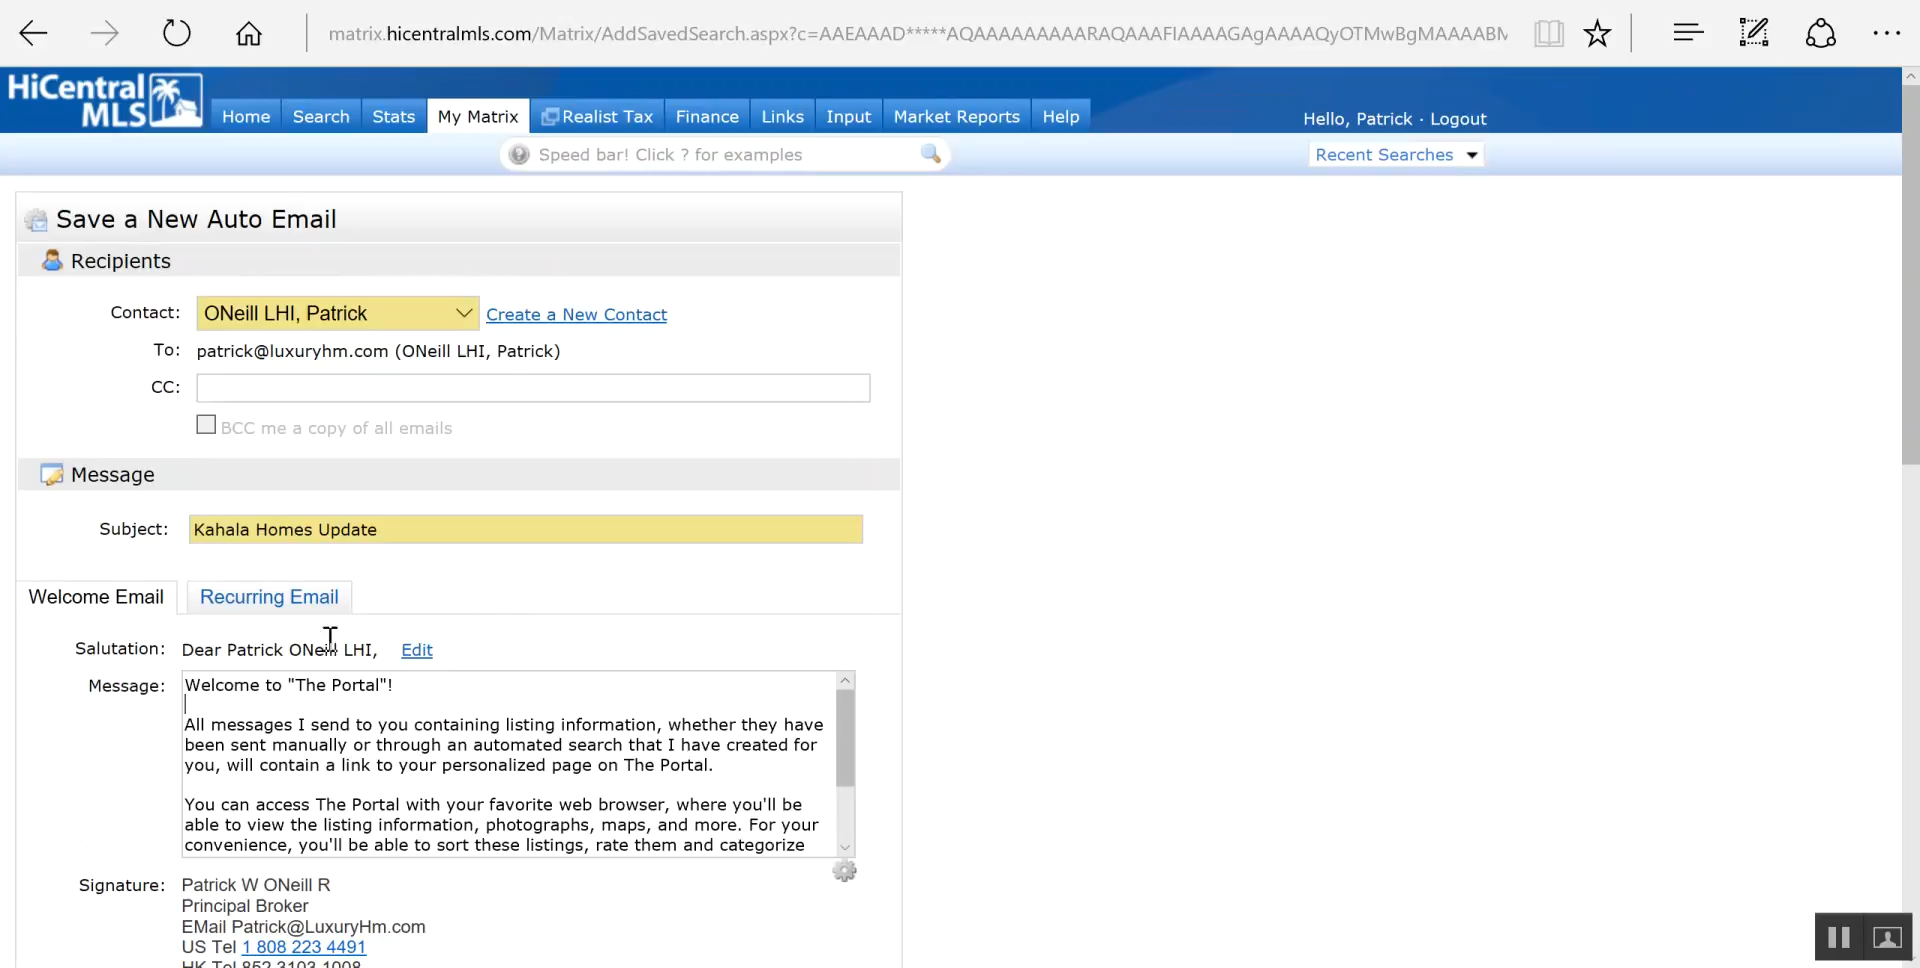 matrix.hicentralmls.com/Matrix/AddSavedSearch.aspx?c=AAEAAAD*****AQAAAAAAAAARAQAAAFIAAAAGAgAAAAQyOTMwBgMAAAABM
HiCentral
MLS
Home Search Stats My Matrix Realist Tax Finance Links Input Market Reports Help
Hello, Patrick · Logout
Speed bar! Click ? for examples
Recent Searches
Save a New Auto Email
Recipients
Contact: ONeill LHI, Patrick Create a New Contact
To: patrick@luxuryhm.com (ONeill LHI, Patrick)
CC:
BCC me a copy of all emails
Message
Subject: Kahala Homes Update
Welcome Email Recurring Email
Salutation: Dear Patrick ONeill LHI, Edit
Message: Welcome to "The Portal"!
All messages I send to you containing listing information, whether they have
been sent manually or through an automated search that I have created for
you, will contain a link to your personalized page on The Portal.
You can access The Portal with your favorite web browser, where you'll be
able to view the listing information, photographs, maps, and more. For your
convenience, you'll be able to sort these listings, rate them and categorize
Signature: Patrick W ONeill R
Principal Broker
EMail Patrick@LuxuryHm.com
US Tel 1 808 223 4491
HK Tel 852 3103 1008